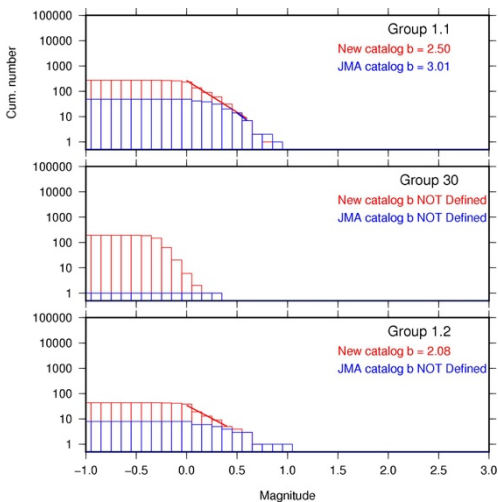 100000
10000
1000
100
10
1
Cum. number
Group 1.1
New catalog b = 2.50
JMA catalog b = 3.01
100000
10000
1000
100
10
1
Group 30
New catalog b NOT Defined
JMA catalog b NOT Defined
100000
10000
1000
100
10
1
Group 1.2
New catalog b = 2.08
JMA catalog b NOT Defined
−1.0 −0.5 0.0 0.5 1.0 1.5 2.0 2.5 3.0
Magnitude